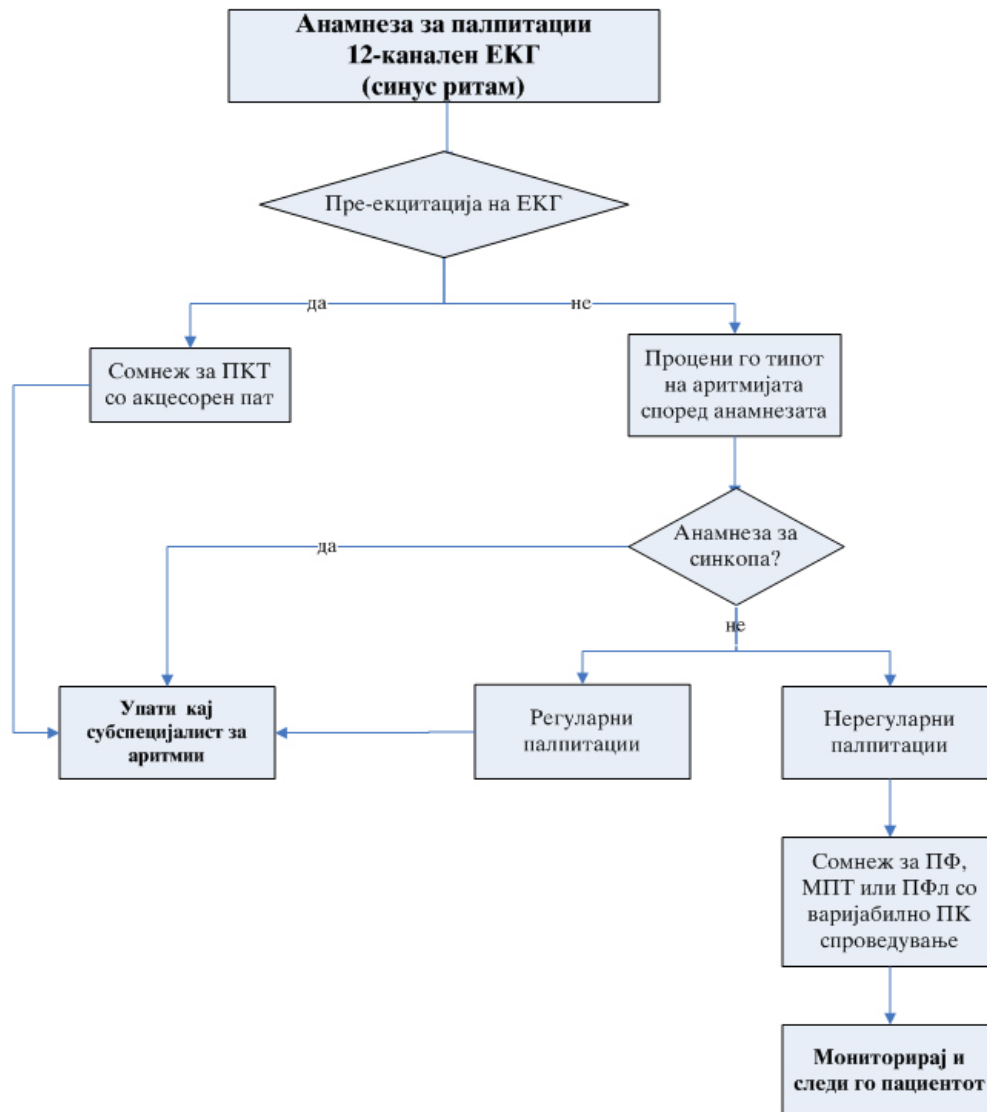 Анамнеза за палпитации
12-канален ЕКГ
(синус ритам)
Пре-екцитација на ЕКГ
да
не
Сомнеж за ПКТ
со акцесорен пат
Процени го типот
на аритмијата
според анамнезата
Анамнеза за
синкопа?
да
не
Упати кај
субспецијалист за
аритмии
Регуларни
палпитации
Нерегуларни
палпитации
Сомнеж за ПФ,
МПТ или ПФл со
варијабилно ПК
спроведување
Мониторирај и
следи го пациентот